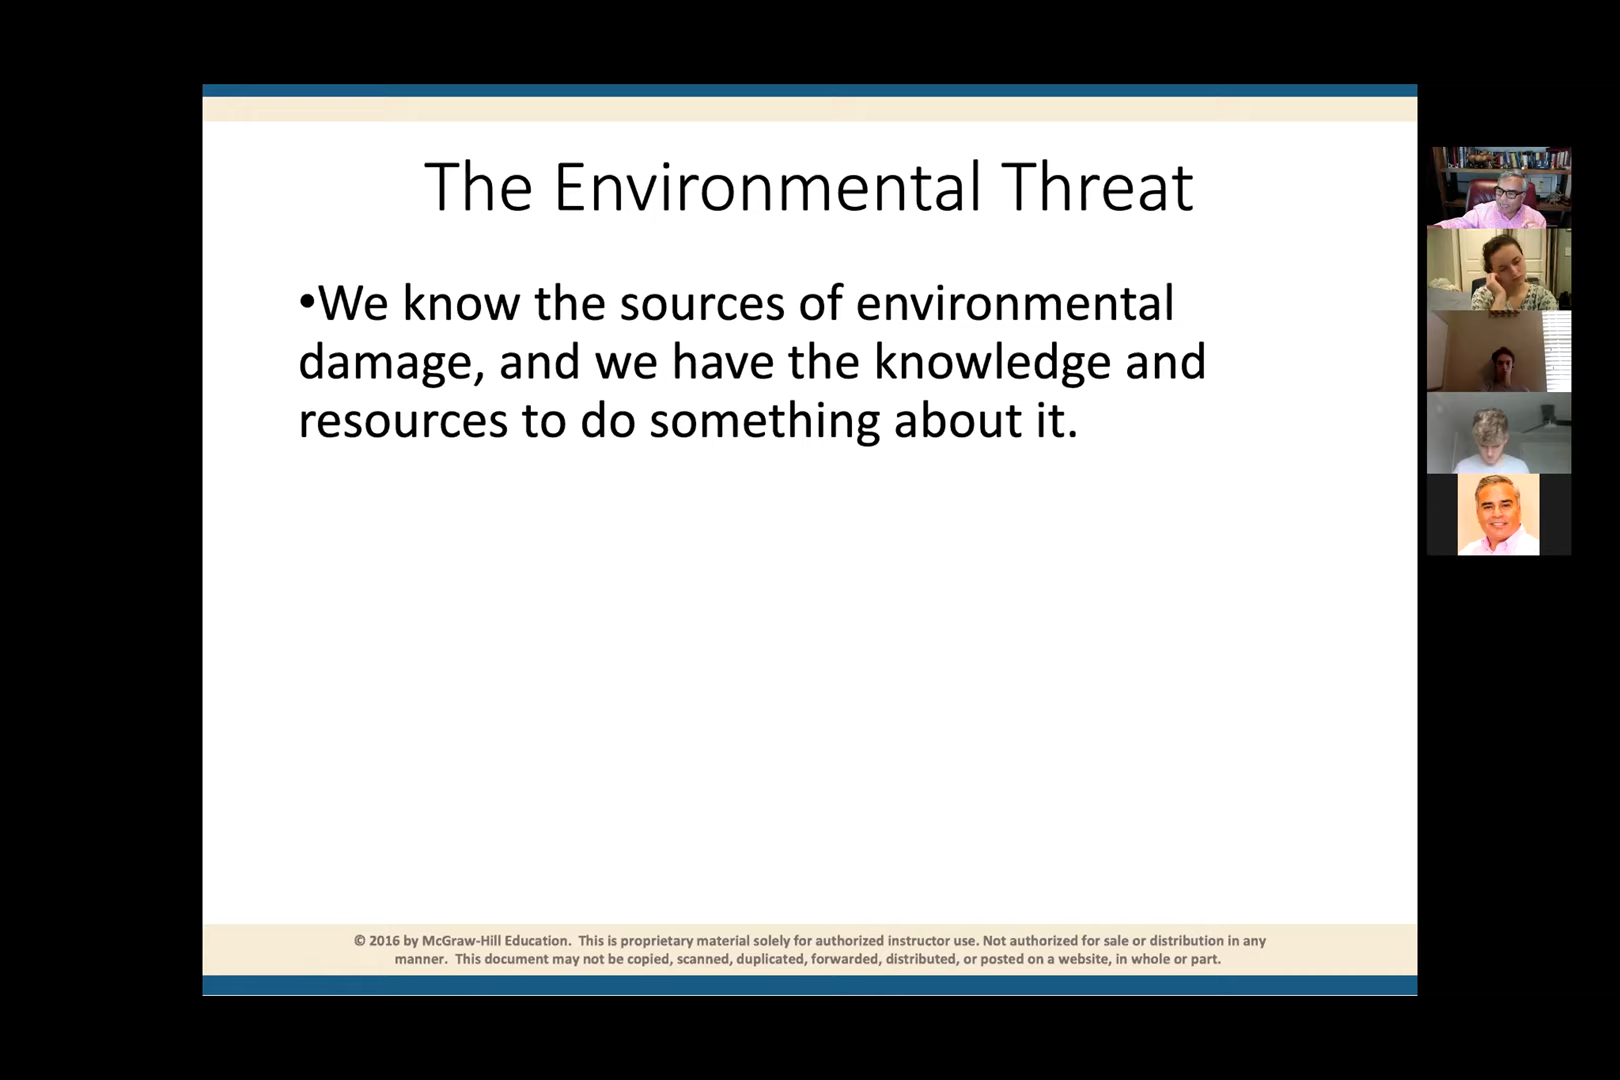 The Environmental Threat
•We know the sources of environmental
damage, and we have the knowledge and
resources to do something about it.
© 2016 by McGraw-Hill Education.  This is proprietary material solely for authorized instructor use. Not authorized for sale or distribution in any
manner.  This document may not be copied, scanned, duplicated, forwarded, distributed, or posted on a website, in whole or part.